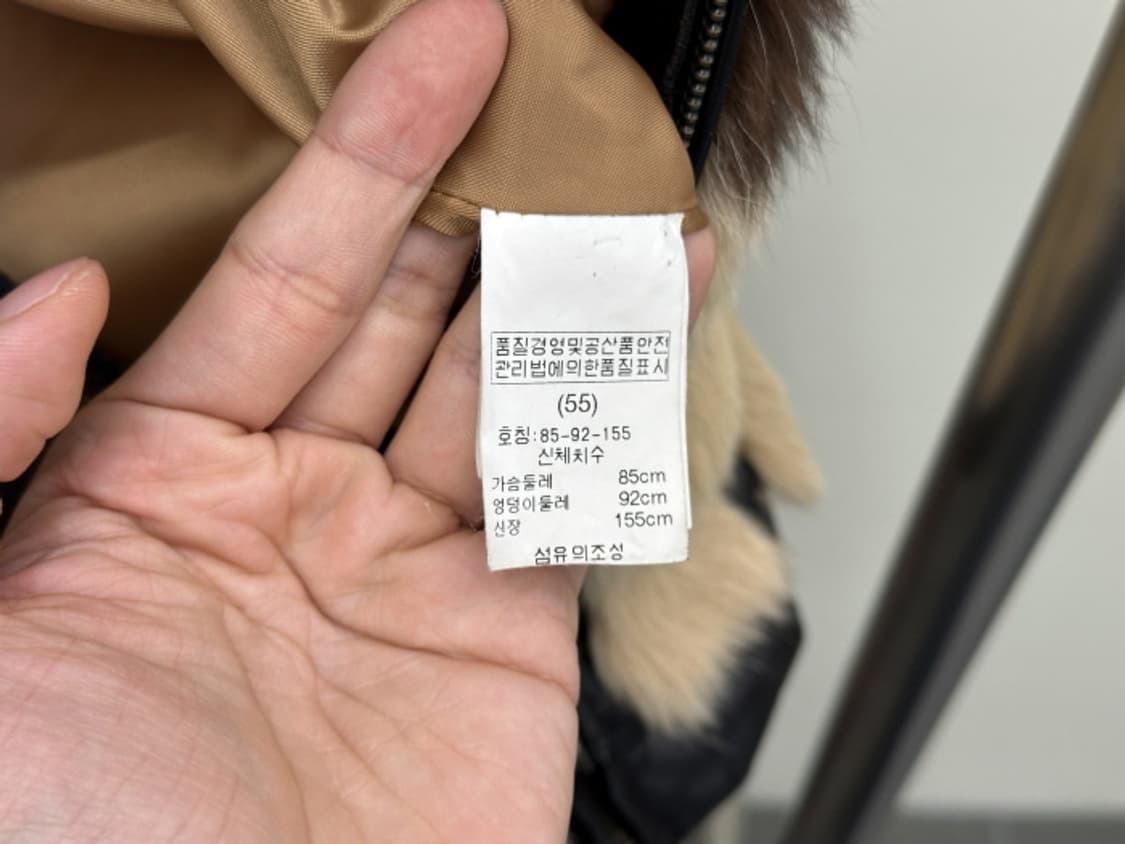 품질경영및공산품안전
관리법에의한품질표시
(55)
호칭:85-92-155
신체치수
가슴둘레 85cm
엉덩이둘레 92cm
신장 155cm
섬유의조성